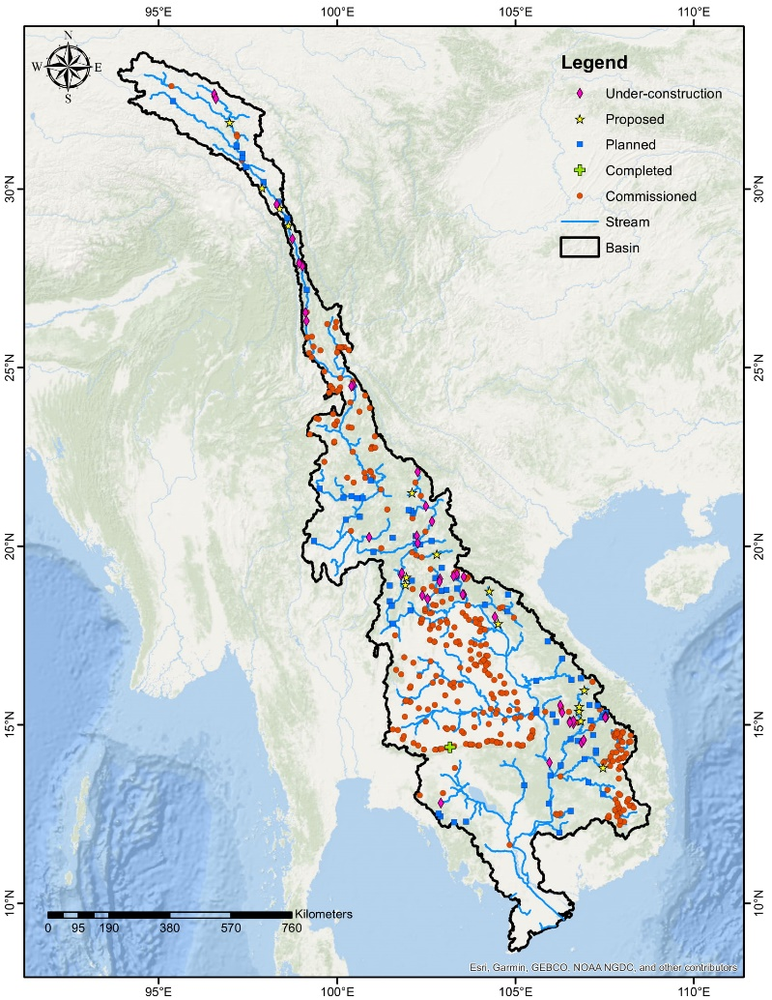 95°E 100°E 105°E 110°E
N
W E
S
Legend
Under-construction
Proposed
Planned
Completed
Commissioned
Stream
Basin
30°N 30°N
25°N 25°N
20°N 20°N
15°N 15°N
10°N 10°N
Kilometers
0 95 190 380 570 760
Esri, Garmin, GEBCO, NOAA NGDC, and other contributors
95°E 100°E 105°E 110°E